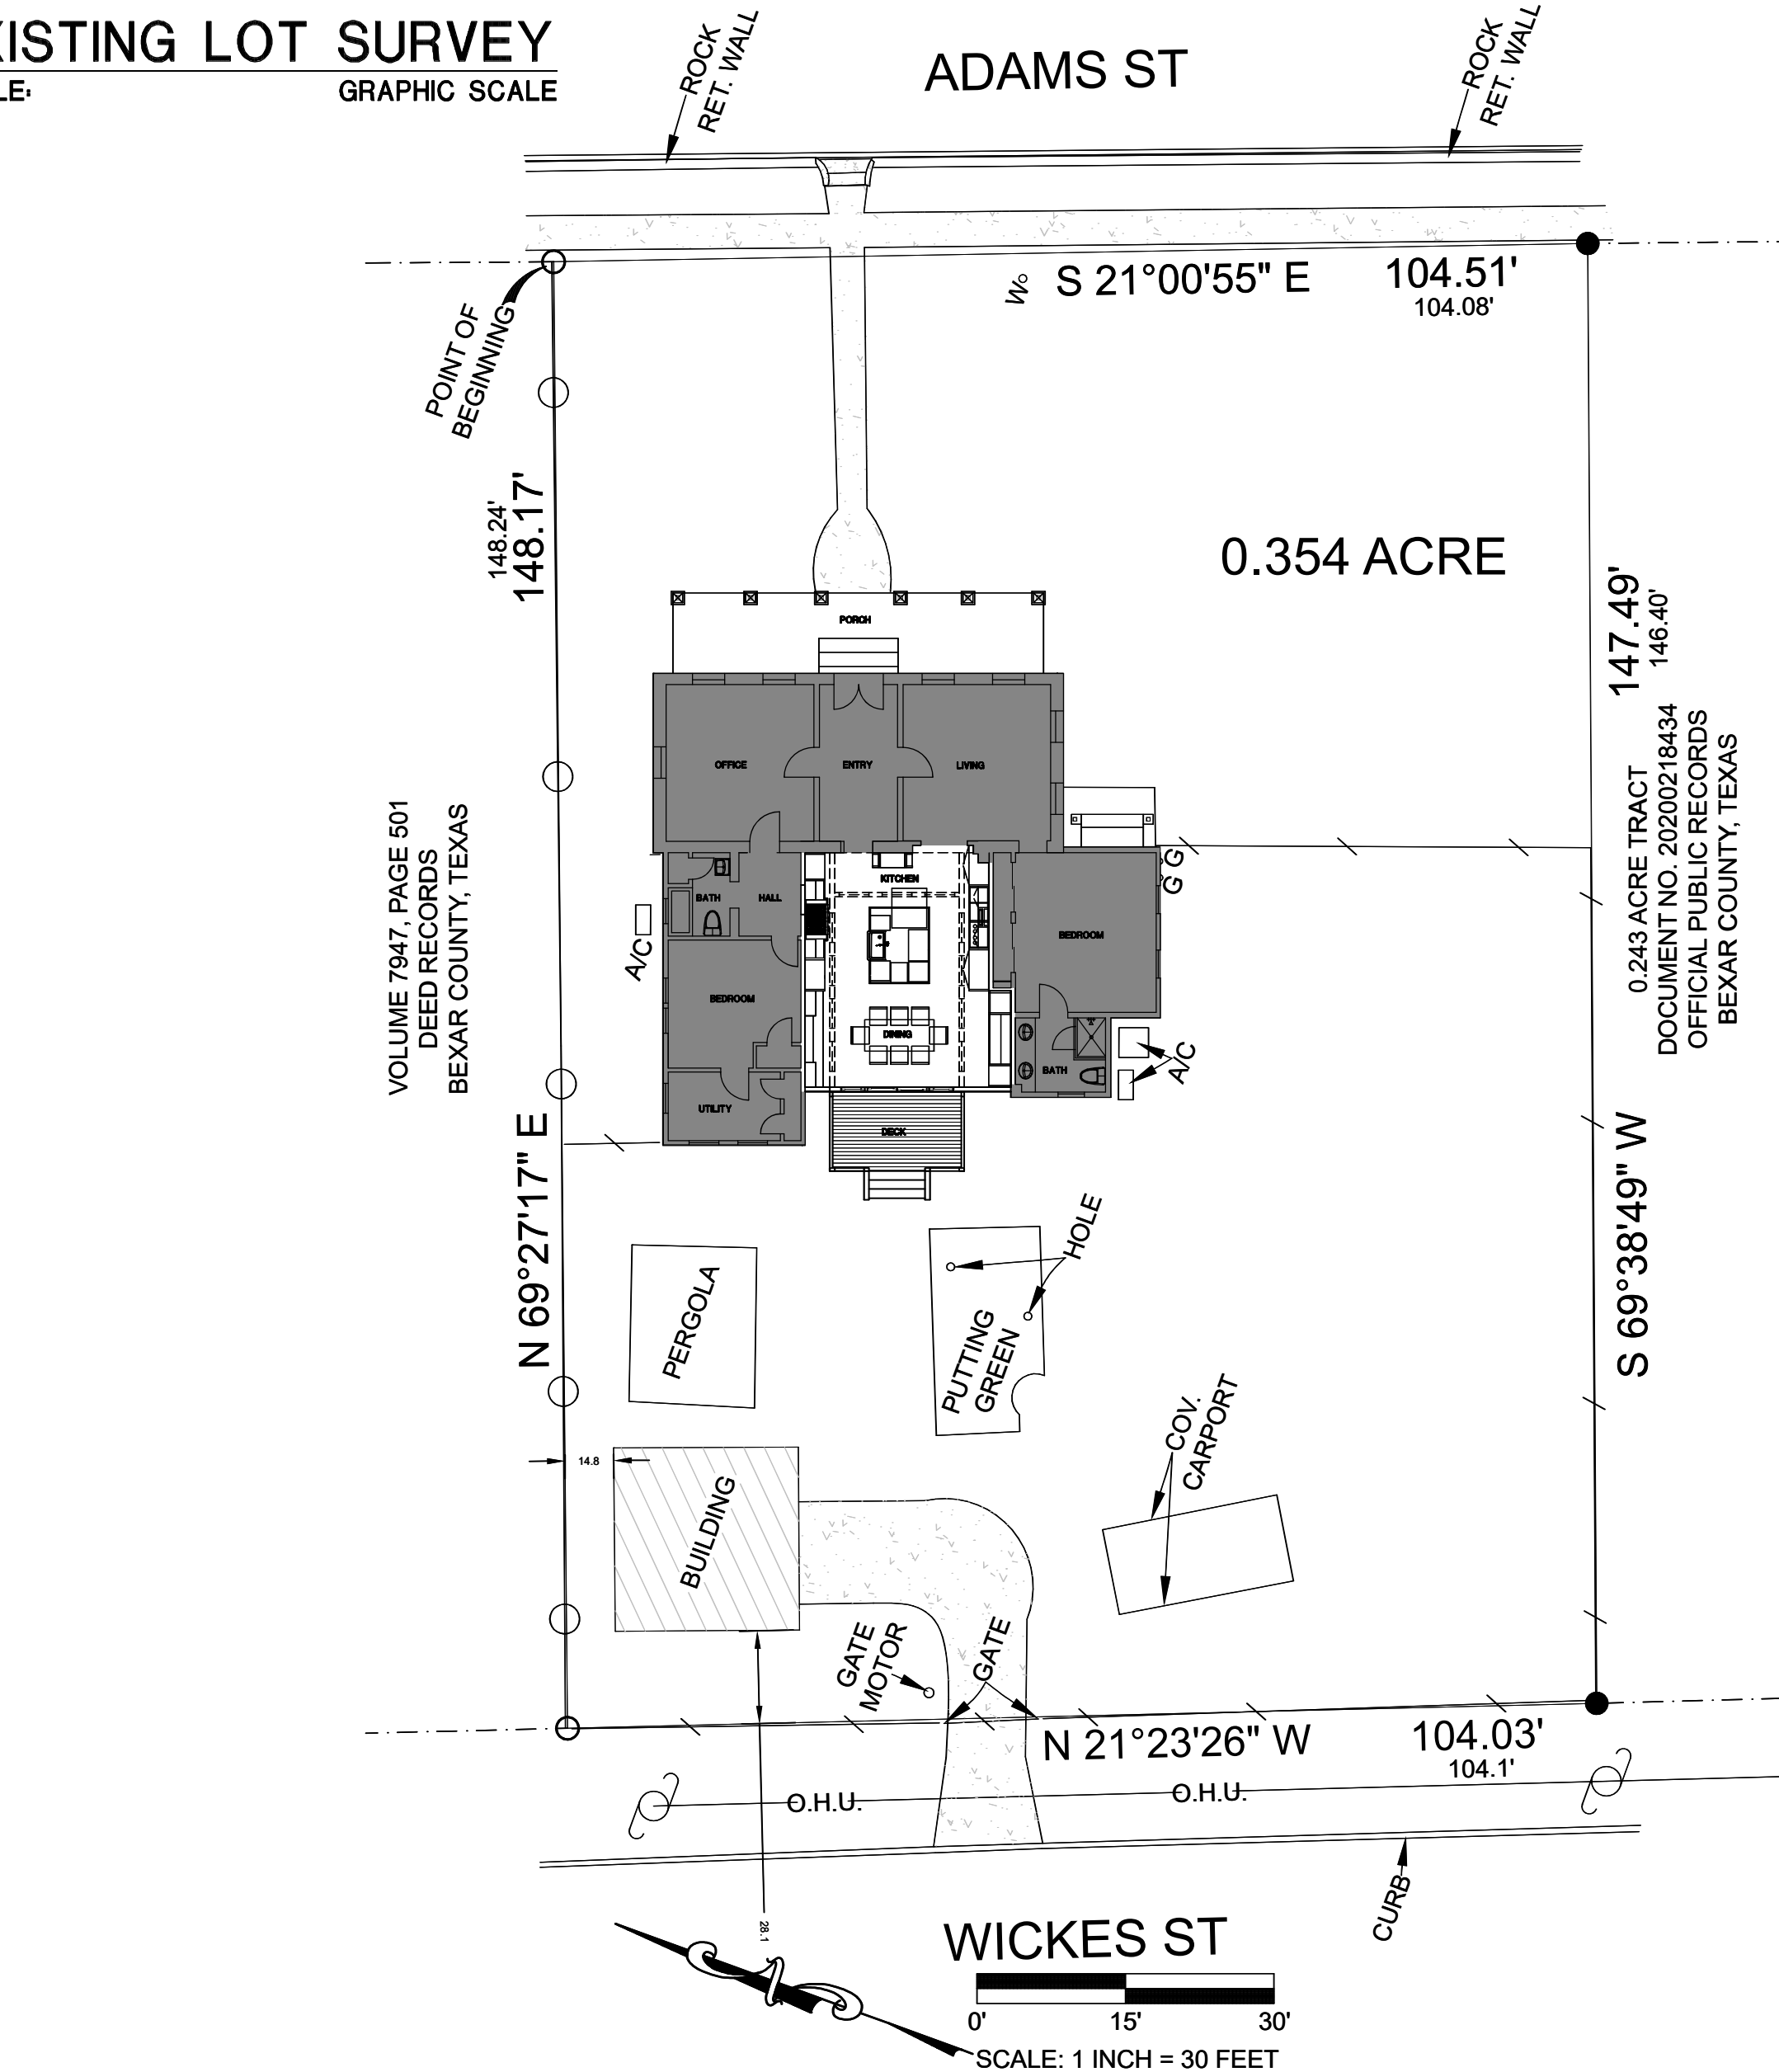 XISTING LOT SURVEY
LE:
GRAPHIC SCALE
ROCK
RET. WALL
ADAMS ST
ROCK
RET. WALL
W
S 21°00'55" E
104.51'
104.08'
POINT OF
BEGINNING
148.24'
148.17'
0.354 ACRE
147.49'
146.40'
PORCH
OFFICE
ENTRY
LIVING
VOLUME 7947, PAGE 501
DEED RECORDS
BEXAR COUNTY, TEXAS
0.243 ACRE TRACT
DOCUMENT NO. 20200218434
OFFICIAL PUBLIC RECORDS
BEXAR COUNTY, TEXAS
G
G
KITCHEN
BATH
HALL
A/C
BEDROOM
BEDROOM
DINING
BATH
A/C
UTILITY
DECK
N 69°27'17" E
S 69°38'49" W
HOLE
PERGOLA
PUTTING
GREEN
COV.
CARPORT
14.8
BUILDING
GATE
MOTOR
GATE
N 21°23'26" W
104.03'
104.1'
O.H.U.
O.H.U.
CURB
28.1
WICKES ST
0'
15'
30'
SCALE: 1 INCH = 30 FEET